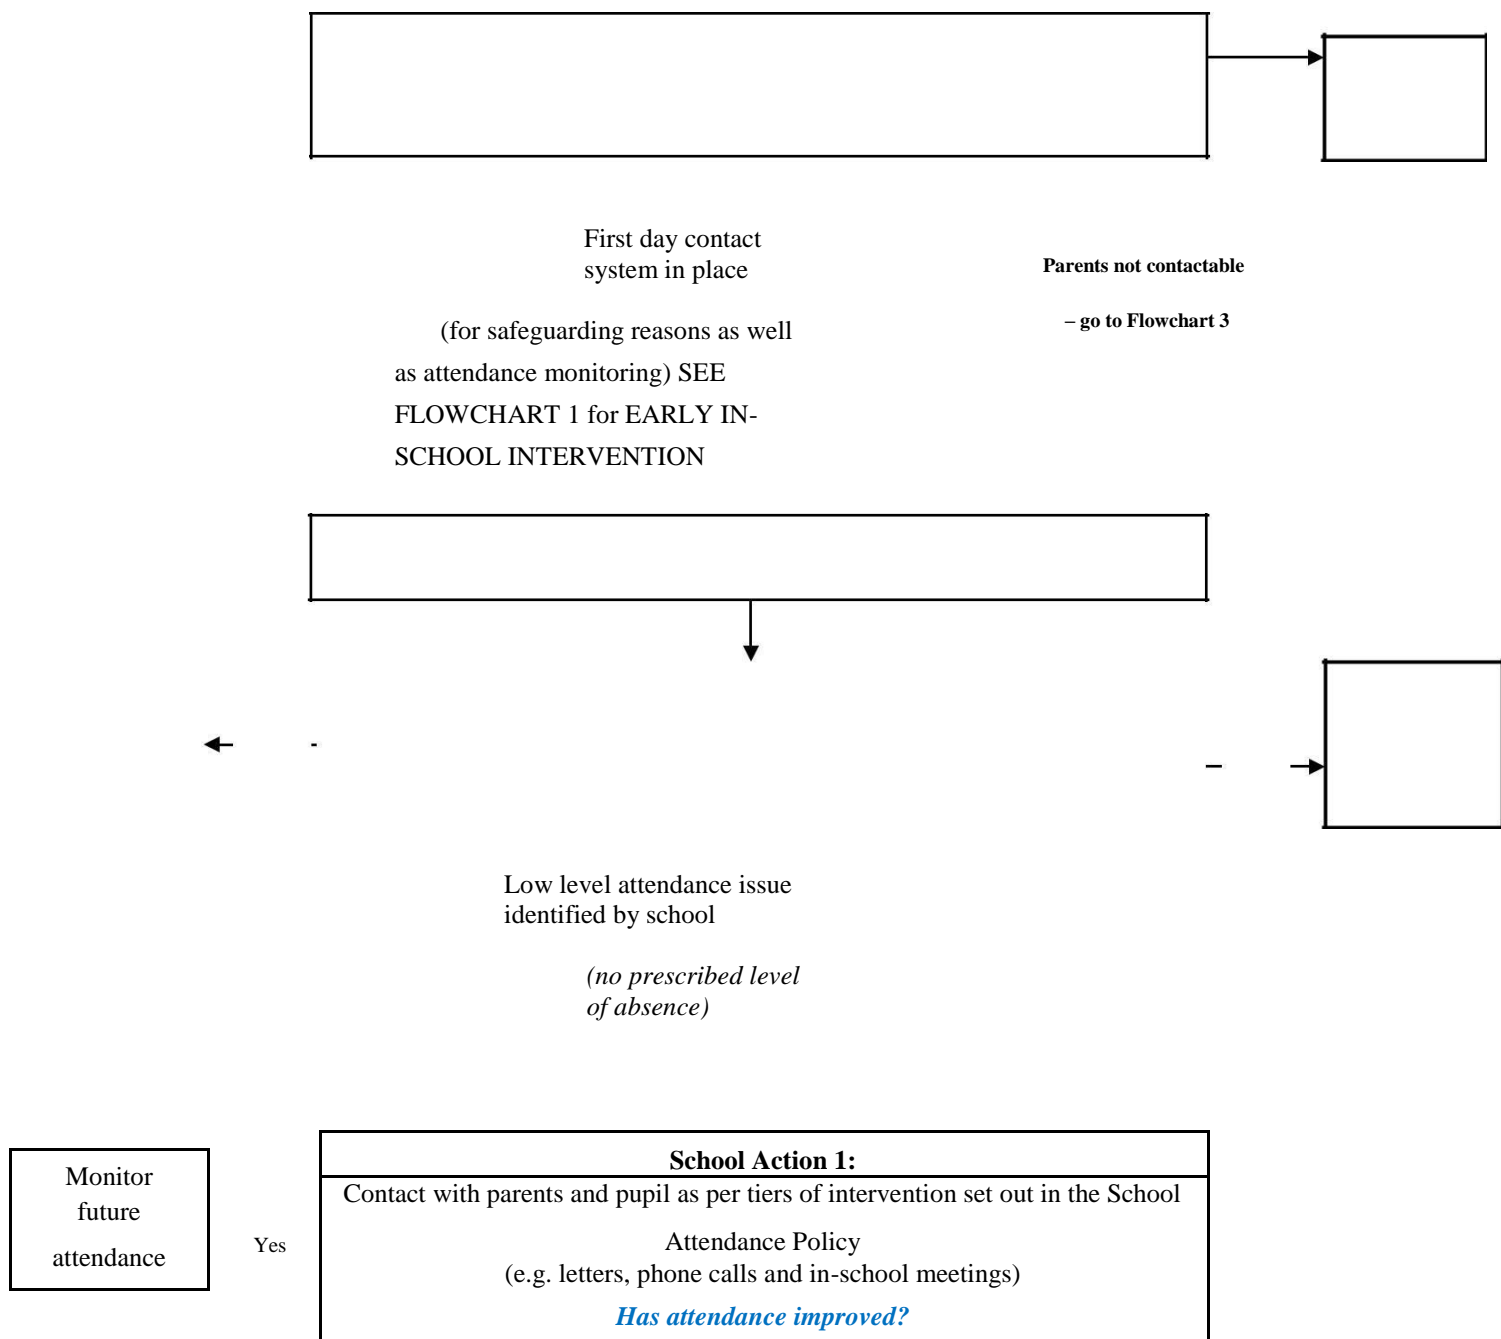 First day contact
system in place
Parents not contactable
– go to Flowchart 3
(for safeguarding reasons as well
as attendance monitoring) SEE
FLOWCHART 1 for EARLY IN-
SCHOOL INTERVENTION
Low level attendance issue
identified by school
(no prescribed level
of absence)
Monitor
future
attendance
Yes
School Action 1:
Contact with parents and pupil as per tiers of intervention set out in the School
Attendance Policy
(e.g. letters, phone calls and in-school meetings)
Has attendance improved?